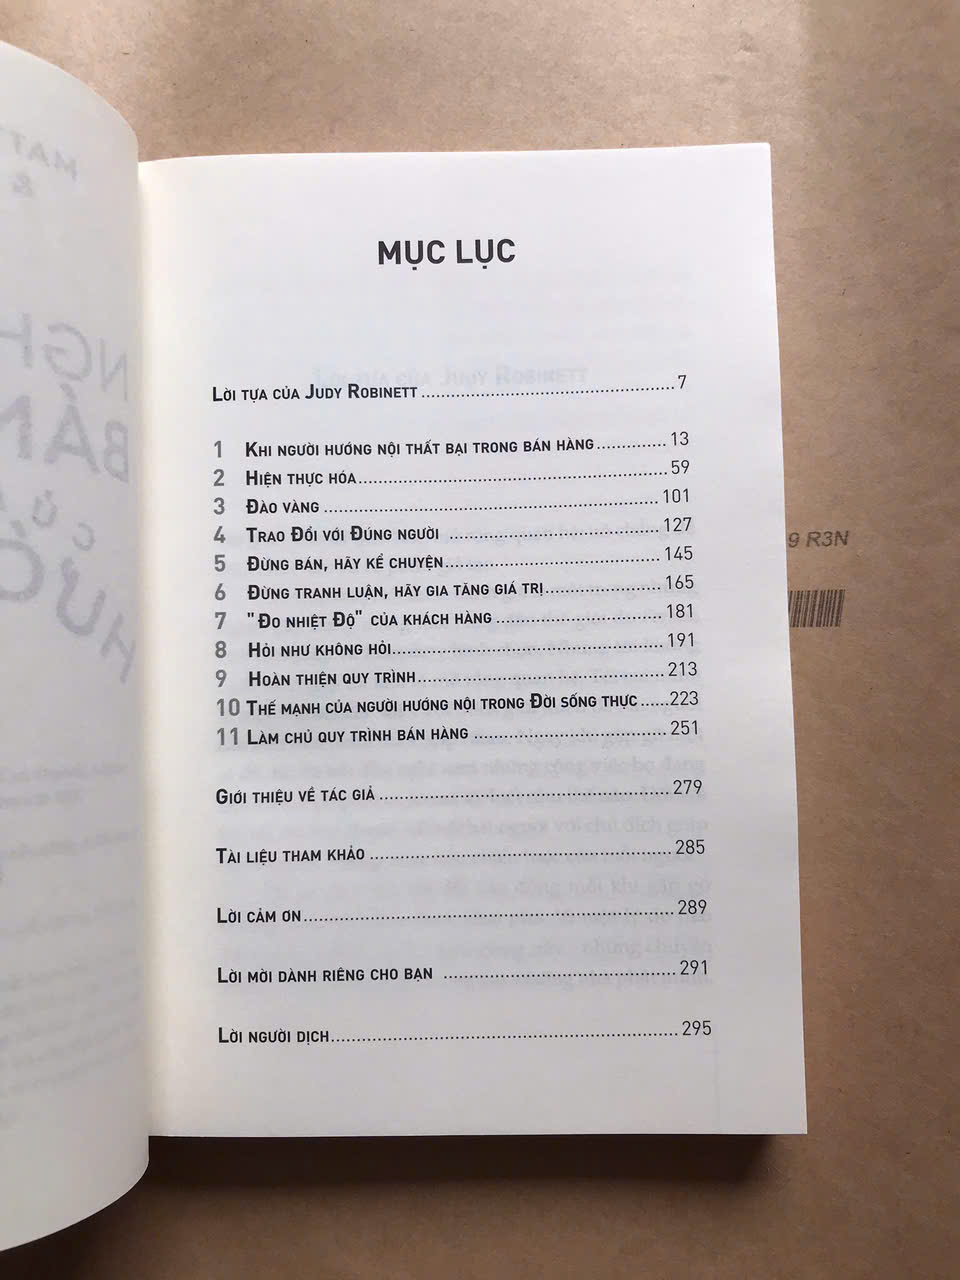 MỤC LỤC
LỜI TỰA CỦA JUDY ROBINETT ........ 7
1 KHI NGƯỜI HƯỚNG NỘI THẤT BẠI TRONG BÁN HÀNG ........ 13
2 HIỆN THỰC HÓA ........ 59
3 ĐÀO VÀNG ........ 101
4 TRAO ĐỔI VỚI ĐÚNG NGƯỜI ........ 127
5 ĐỪNG BÁN, HÃY KỂ CHUYỆN ........ 145
6 ĐỪNG TRANH LUẬN, HÃY GIA TĂNG GIÁ TRỊ ........ 165
7 "ĐO NHIỆT ĐỘ" CỦA KHÁCH HÀNG ........ 181
8 HỎI NHƯ KHÔNG HỎI ........ 191
9 HOÀN THIỆN QUY TRÌNH ........ 213
10 THẾ MẠNH CỦA NGƯỜI HƯỚNG NỘI TRONG ĐỜI SỐNG THỰC ........ 223
11 LÀM CHỦ QUY TRÌNH BÁN HÀNG ........ 251
GIỚI THIỆU VỀ TÁC GIẢ ........ 279
TÀI LIỆU THAM KHẢO ........ 285
LỜI CẢM ƠN ........ 289
LỜI MỜI DÀNH RIÊNG CHO BẠN ........ 291
LỜI NGƯỜI DỊCH ........ 295
9 R3N